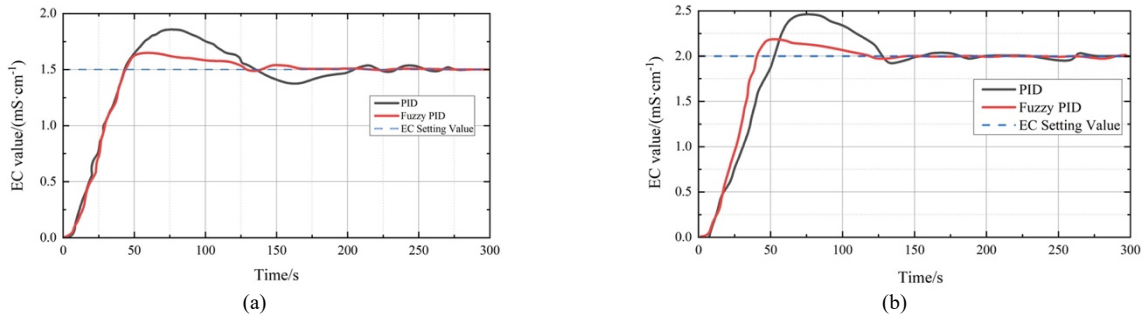 2.0
1.5
1.0
0.5
0.0
EC value/(mS·cm⁻¹)
PID
Fuzzy PID
EC Setting Value
0 50 100 150 200 250 300
Time/s
(a)
2.5
2.0
1.5
1.0
0.5
0.0
EC value/(mS·cm⁻¹)
PID
Fuzzy PID
EC Setting Value
0 50 100 150 200 250 300
Time/s
(b)